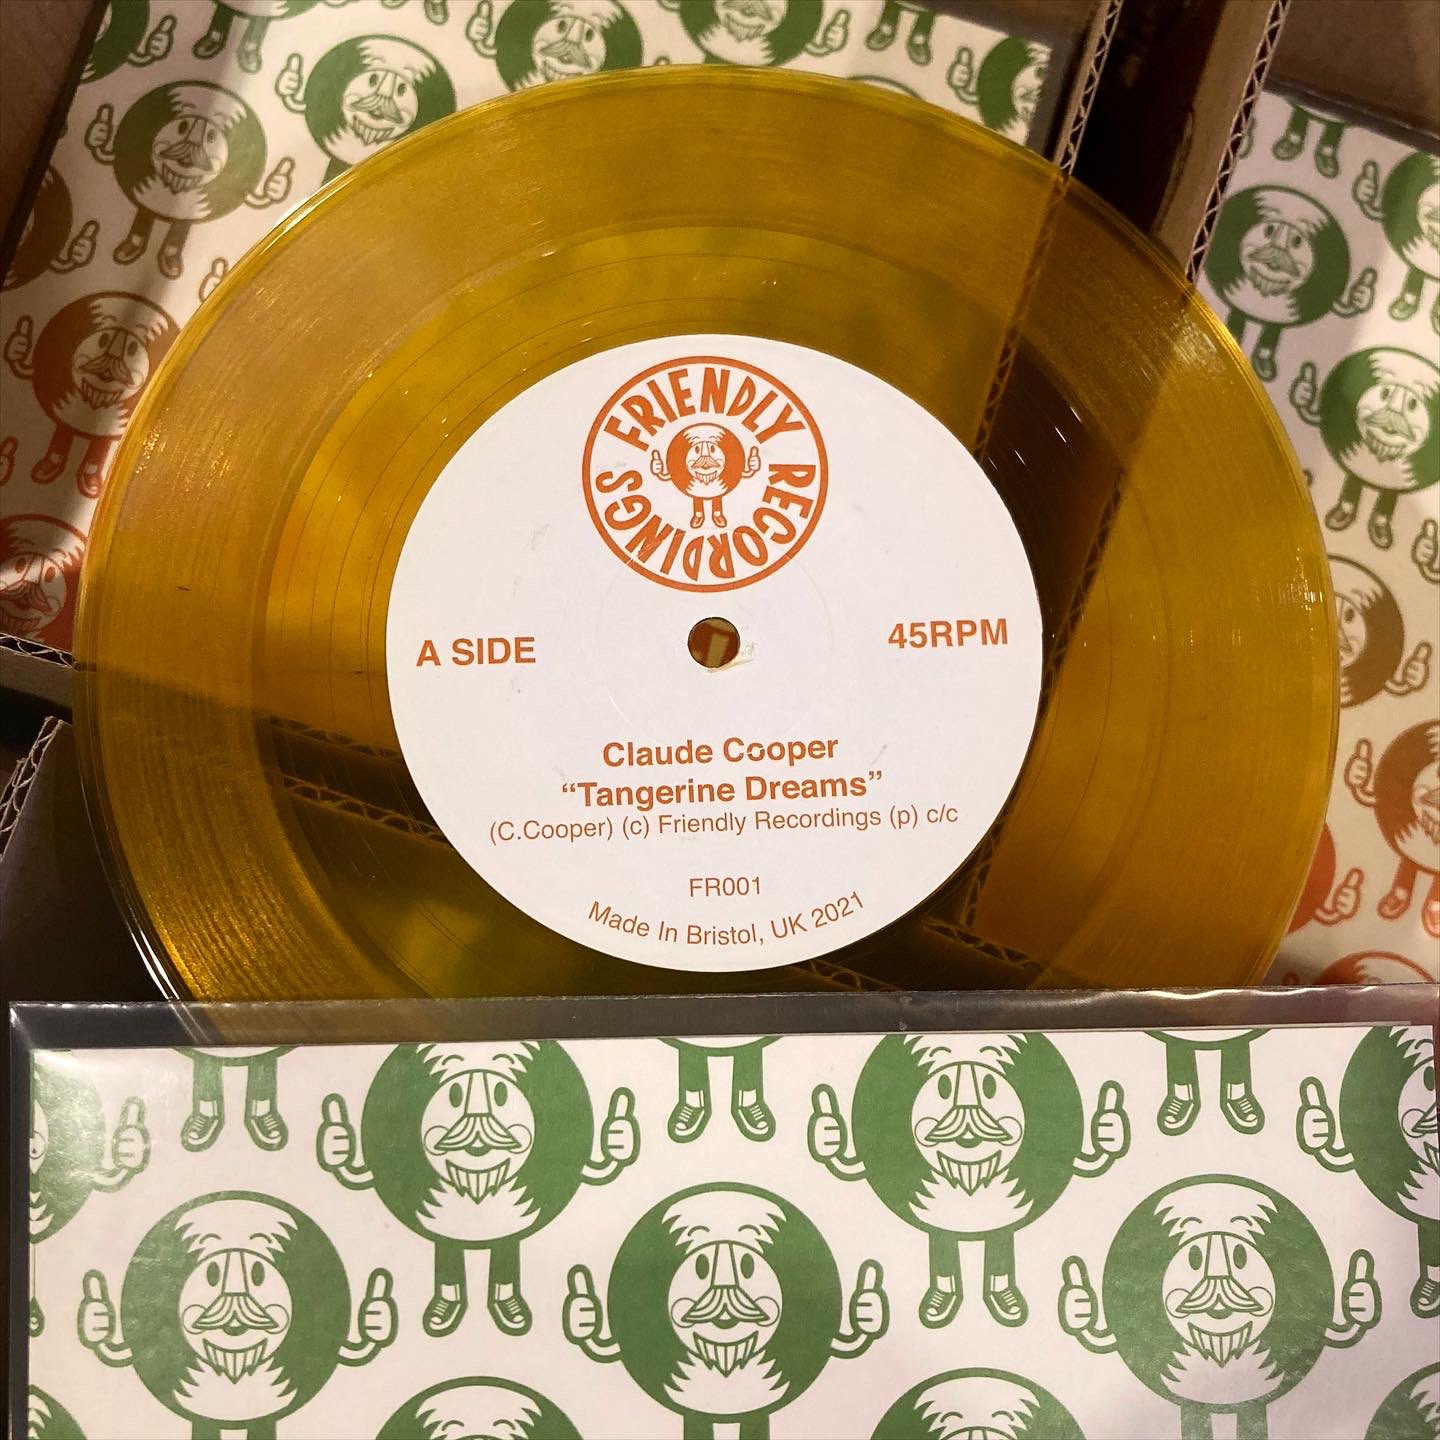 FRIENDLY RECORDINGS
A SIDE
45RPM
Claude Cooper
“Tangerine Dreams”
(C.Cooper) (c) Friendly Recordings (p) c/c
FR001
Made In Bristol, UK 2021